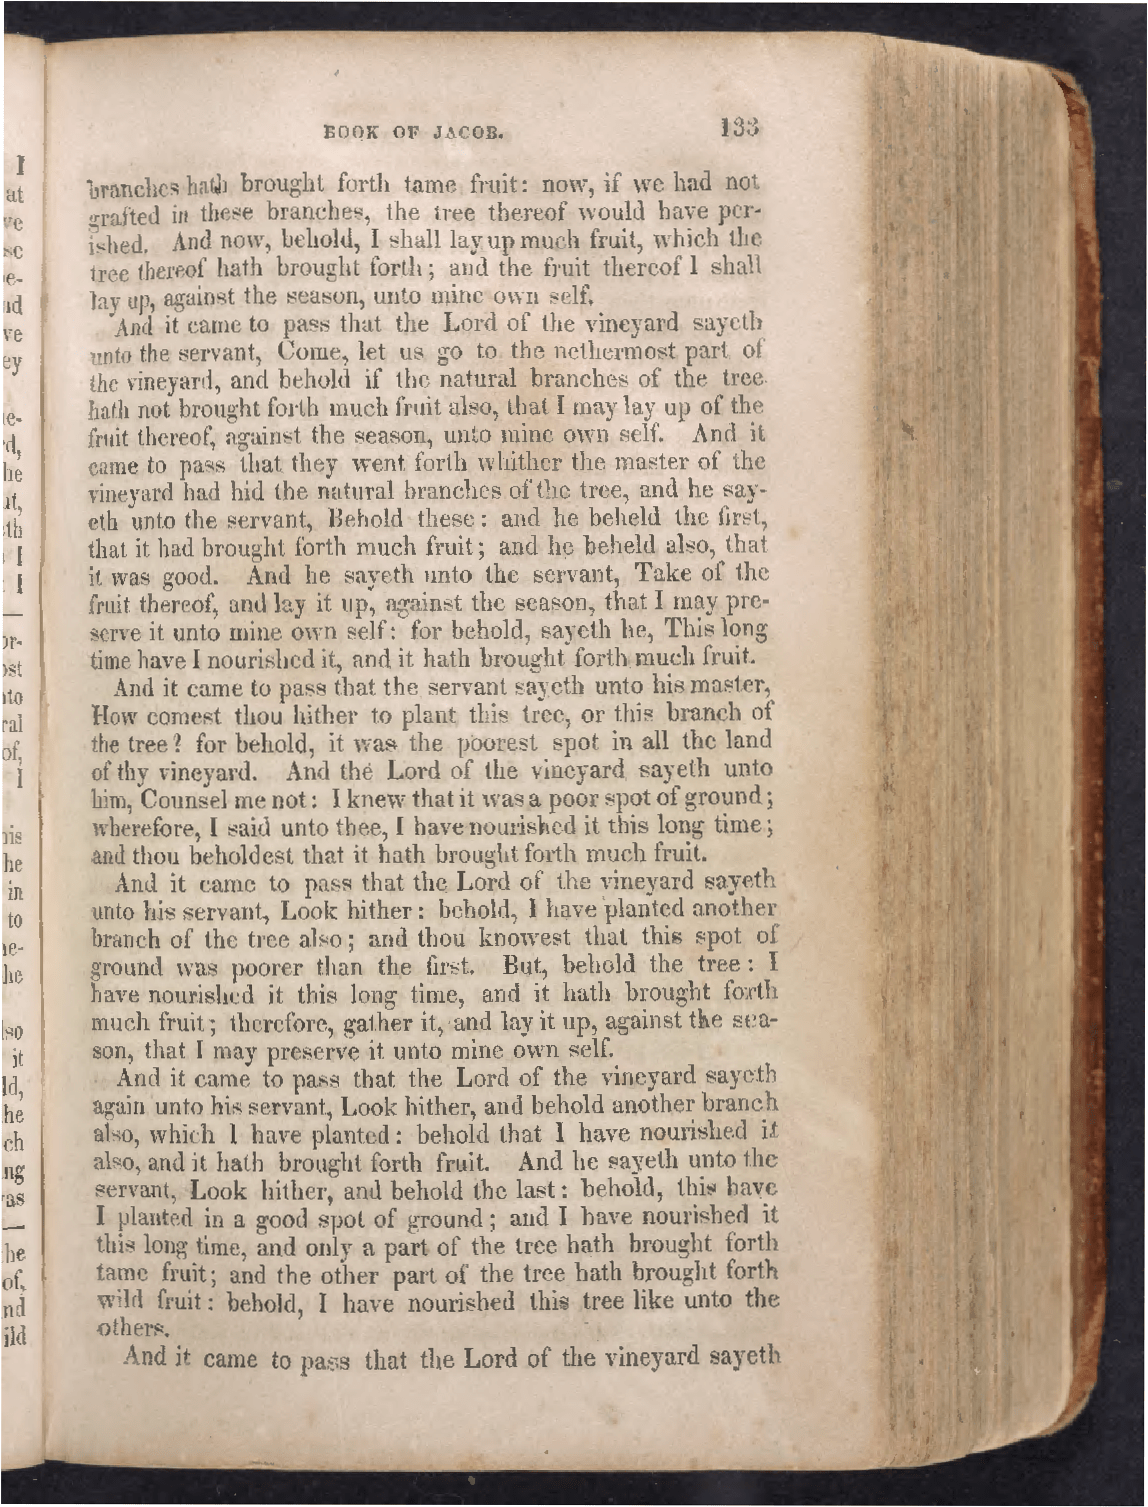 BOOK OF JACOB. 133
branches hath brought forth tame fruit: now, if we had not
grafted in these branches, the tree thereof would have per-
ished. And now, behold, I shall lay up much fruit, which the
tree thereof hath brought forth; and the fruit thereof I shall
lay up, against the season, unto mine own self.
And it came to pass that the Lord of the vineyard sayeth
unto the servant, Come, let us go to the nethermost part of
the vineyard, and behold if the natural branches of the tree
hath not brought forth much fruit also, that I may lay up of the
fruit thereof, against the season, unto mine own self. And it
came to pass that they went forth whither the master of the
vineyard had hid the natural branches of the tree, and he say-
eth unto the servant, Behold these: and he beheld the first,
that it had brought forth much fruit; and he beheld also, that
it was good. And he sayeth unto the servant, Take of the
fruit thereof, and lay it up, against the season, that I may pre-
serve it unto mine own self: for behold, sayeth he, This long
time have I nourished it, and it hath brought forth much fruit.
And it came to pass that the servant sayeth unto his master,
How comest thou hither to plant this tree, or this branch of
the tree? for behold, it was the poorest spot in all the land
of thy vineyard. And the Lord of the vineyard sayeth unto
him, Counsel me not: I knew that it was a poor spot of ground;
wherefore, I said unto thee, I have nourished it this long time;
and thou beholdest that it hath brought forth much fruit.
And it came to pass that the Lord of the vineyard sayeth
unto his servant, Look hither: behold, I have planted another
branch of the tree also; and thou knowest that this spot of
ground was poorer than the first. But, behold the tree: I
have nourished it this long time, and it hath brought forth
much fruit; therefore, gather it, and lay it up, against the sea-
son, that I may preserve it unto mine own self.
And it came to pass that the Lord of the vineyard sayeth
again unto his servant, Look hither, and behold another branch
also, which I have planted: behold that I have nourished it
also, and it hath brought forth fruit. And he sayeth unto the
servant, Look hither, and behold the last: behold, this have
I planted in a good spot of ground; and I have nourished it
this long time, and only a part of the tree hath brought forth
tame fruit; and the other part of the tree hath brought forth
wild fruit: behold, I have nourished this tree like unto the
others.
And it came to pass that the Lord of the vineyard sayeth